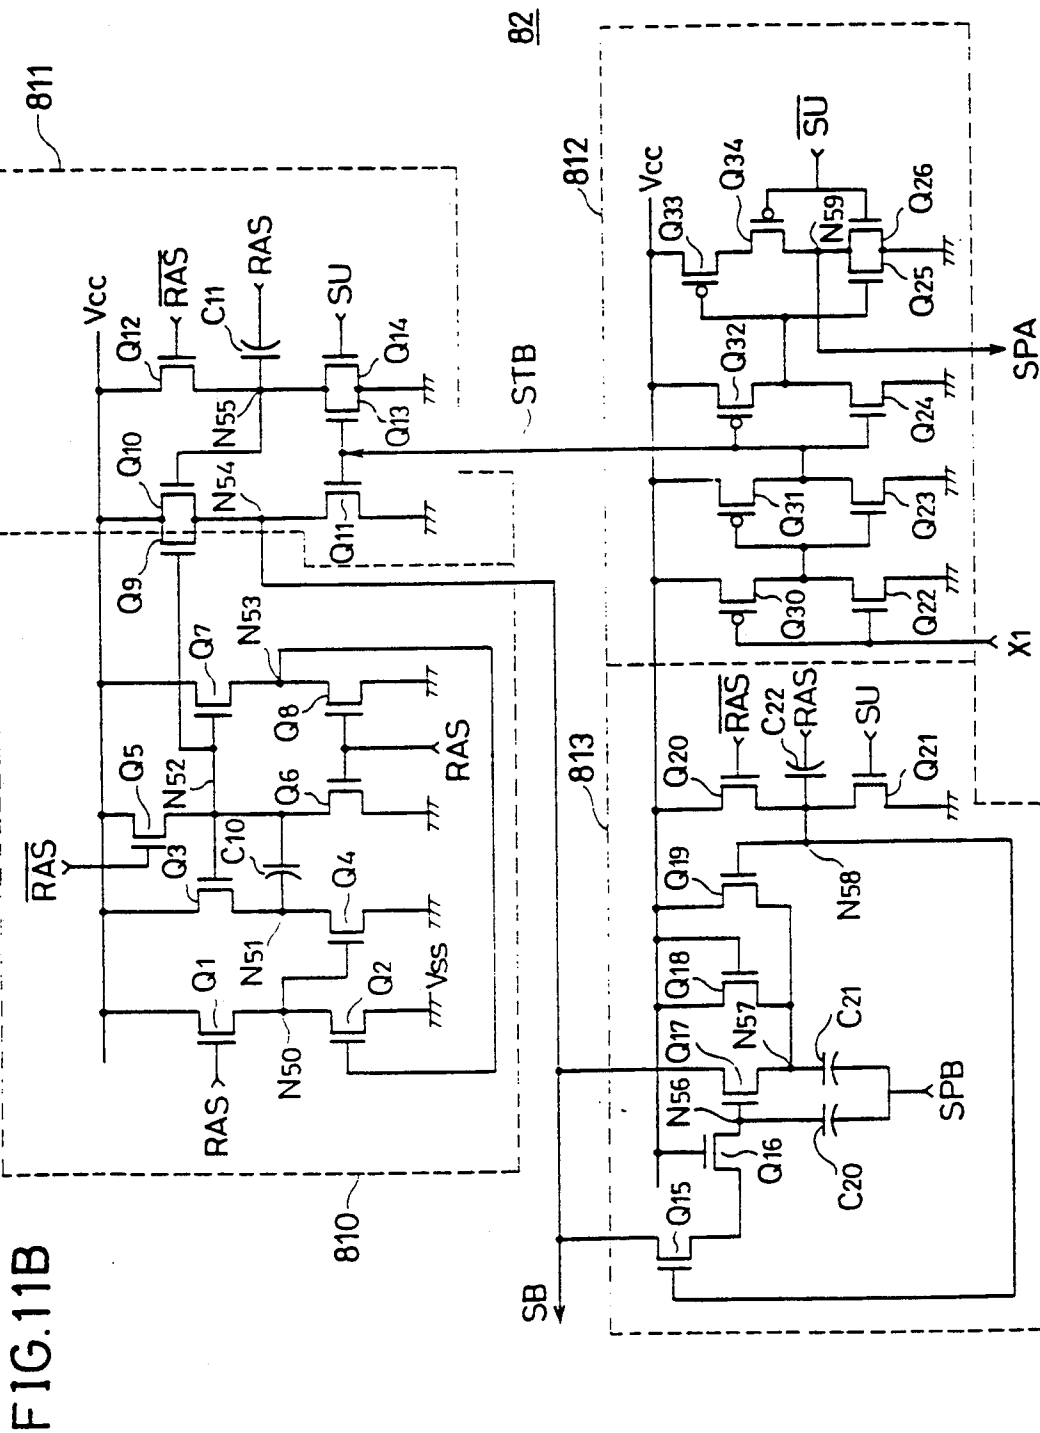 FIG.11B
82
811
810
812
813
Vcc
Q12
RAS
C11
RAS
Q10
N55
SU
Q14
Q13
N54
Q11
Q9
STB
Q7
N53
Q5
N52
Q8
RAS
Q6
C10
RAS
Q3
Q4
N51
Q1
Q2
Vss
N50
RAS
SB
Vcc
Q33
Q34
SU
N59
Q26
Q25
Q32
SPA
Q24
Q31
Q23
Q30
Q22
X1
Q20
RAS
C22
RAS
SU
Q21
Q19
N58
Q18
Q17
N57
C21
N56
SPB
Q16
C20
Q15